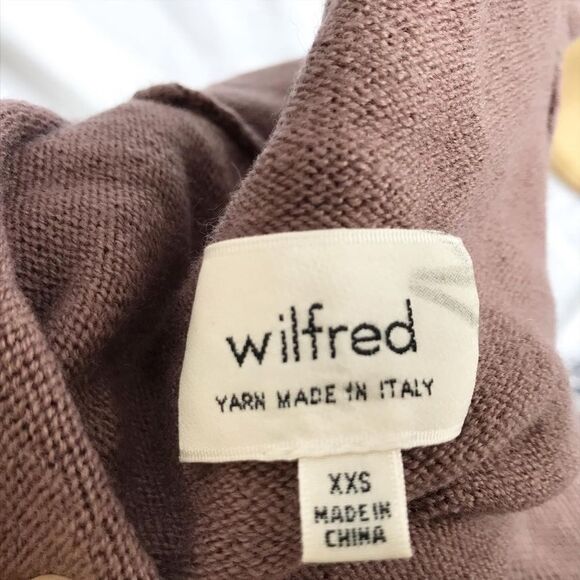 wilfred
YARN MADE IN ITALY
XXS
MADE IN
CHINA